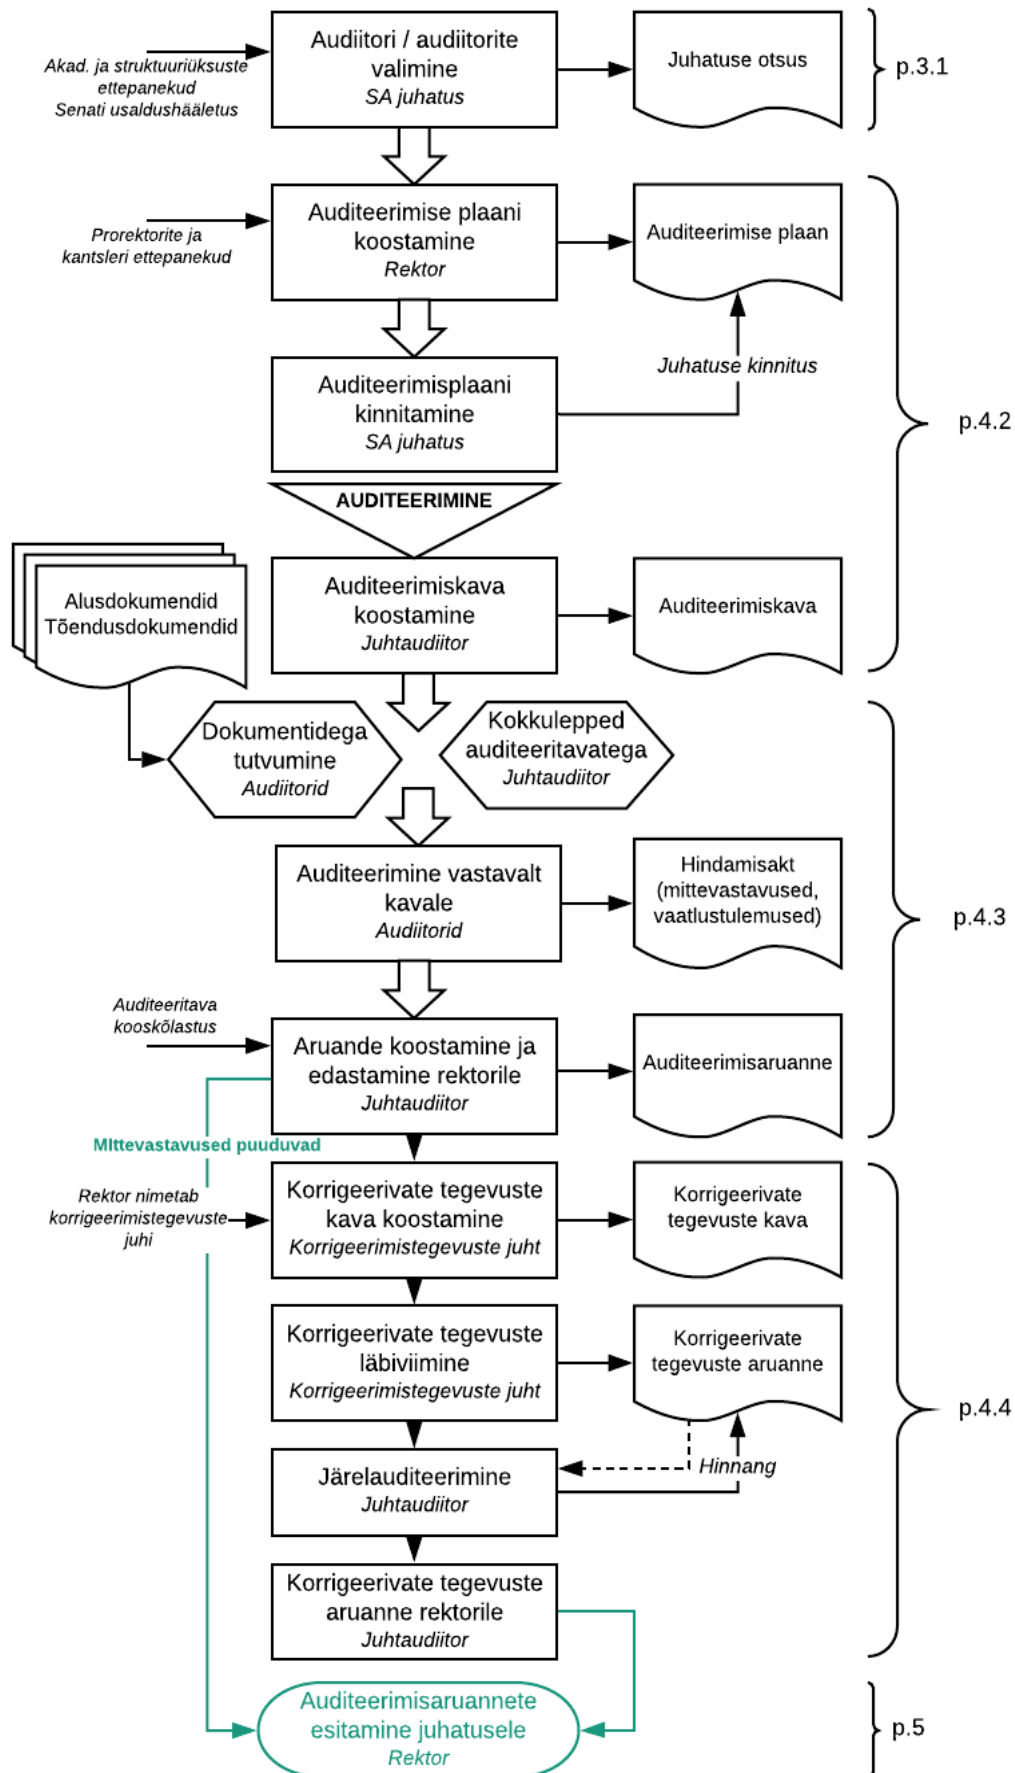 Audiitori / audiitorite
valimine
SA juhatus
Akad. ja struktuuriüksuste
ettepanekud
Senati usaldushääletus
Juhatuse otsus
p.3.1
Auditeerimise plaani
koostamine
Rektor
Prorektorite ja
kantsleri ettepanekud
Auditeerimise plaan
Juhatuse kinnitus
Auditeerimisplaani
kinnitamine
SA juhatus
p.4.2
AUDITEERIMINE
Alusdokumendid
Tõendusdokumendid
Auditeerimiskava
koostamine
Juhtaudiitor
Auditeerimiskava
Dokumentidega
tutvumine
Audiitorid
Kokkulepped
auditeeritavatega
Juhtaudiitor
Auditeerimine vastavalt
kavale
Audiitorid
Hindamisakt
(mittevastavused,
vaatlustulemused)
p.4.3
Auditeeritava
kooskõlastus
Aruande koostamine ja
edastamine rektorile
Juhtaudiitor
Auditeerimisaruanne
MIttevastavused puuduvad
Rektor nimetab
korrigeerimistegevuste
juhi
Korrigeerivate tegevuste
kava koostamine
Korrigeerimistegevuste juht
Korrigeerivate
tegevuste kava
Korrigeerivate tegevuste
läbiviimine
Korrigeerimistegevuste juht
Korrigeerivate
tegevuste aruanne
p.4.4
Järelauditeerimine
Juhtaudiitor
Hinnang
Korrigeerivate tegevuste
aruanne rektorile
Juhtaudiitor
Auditeerimisaruannete
esitamine juhatusele
Rektor
p.5